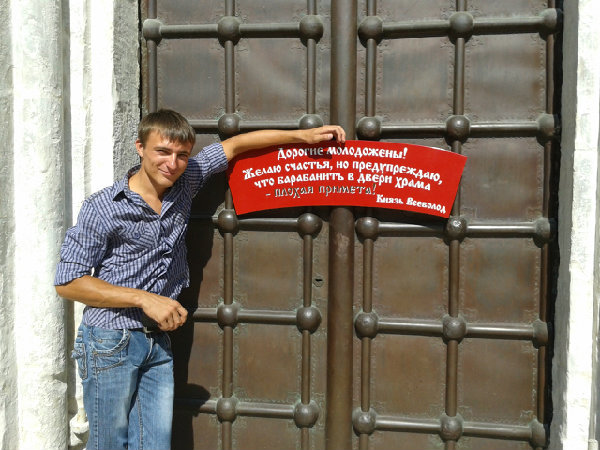 Дорогие молодожены!
Желаю счастья, но предупреждаю,
что барабанить в двери храма
- плохая примета!
Князь Всеволод